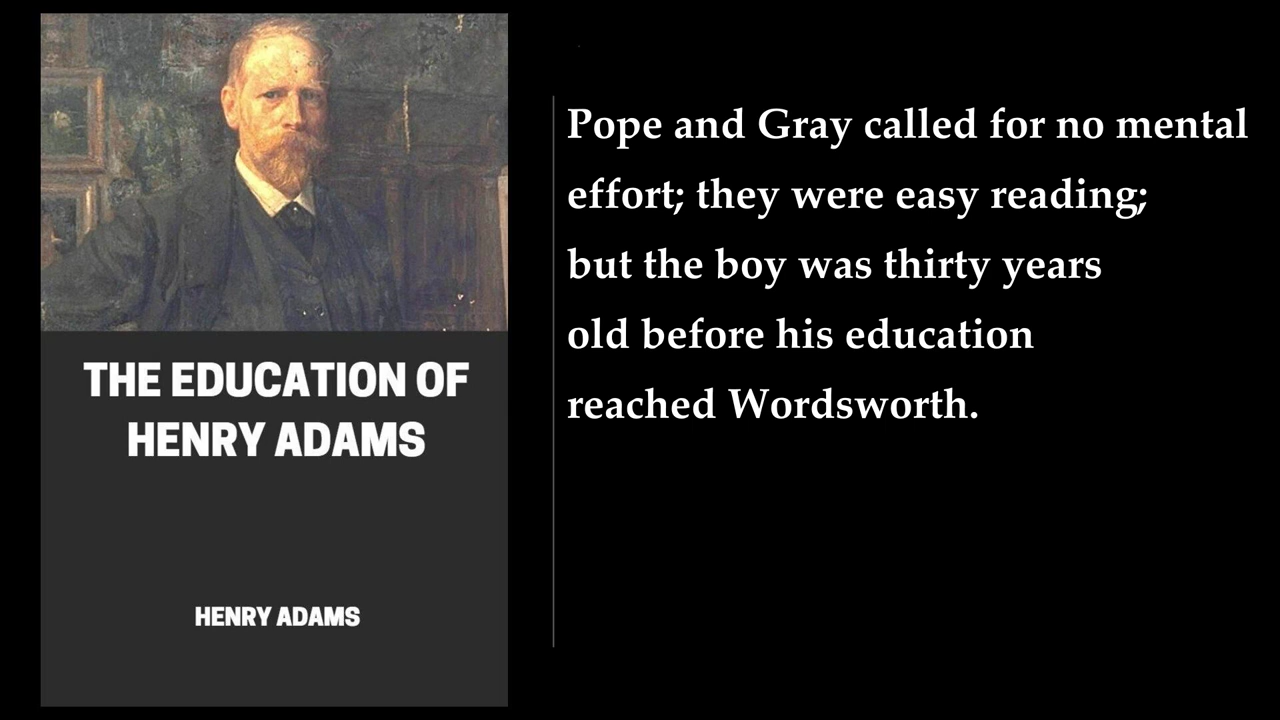 THE EDUCATION OF
HENRY ADAMS
HENRY ADAMS
Pope and Gray called for no mental
effort; they were easy reading;
but the boy was thirty years
old before his education
reached Wordsworth.